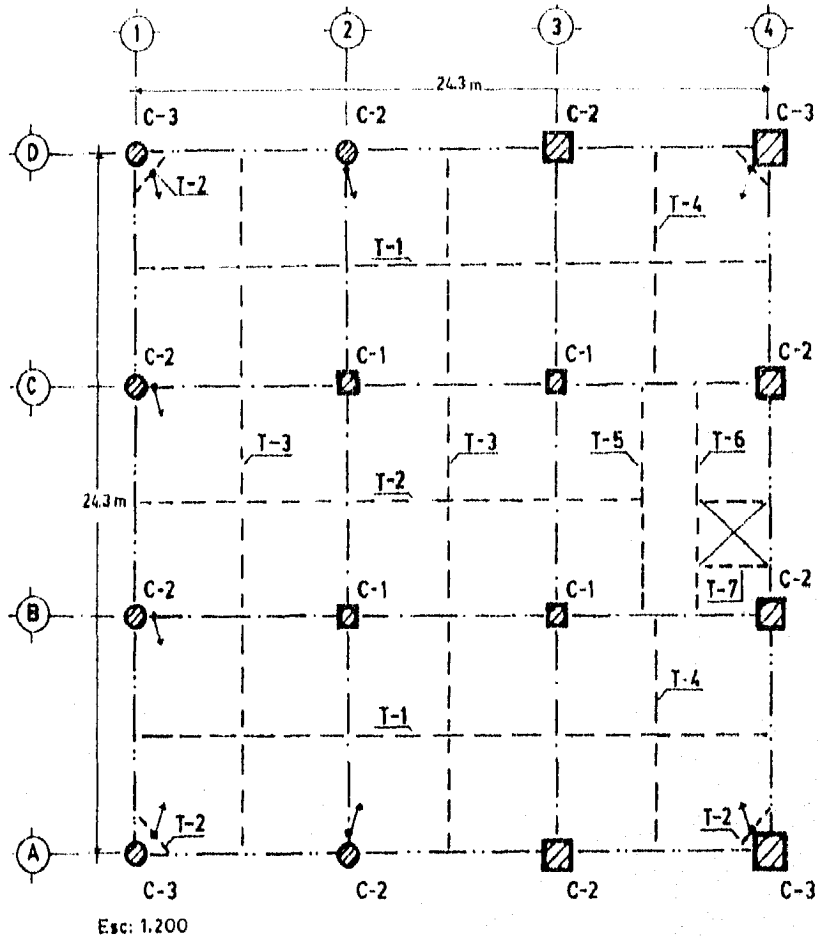 1 2 3 4
24.3 m
C-3 C-2 C-2 C-3
D
T-2 T-4
T-1
C-2 C-1 C-1 C-2
C
T-3 T-3 T-5 T-6
T-2
24.3 m
C-2 C-1 C-1 T-7 C-2
B
T-4
T-1
T-2 T-2
A
C-3 C-2 C-2 C-3
Esc: 1.200